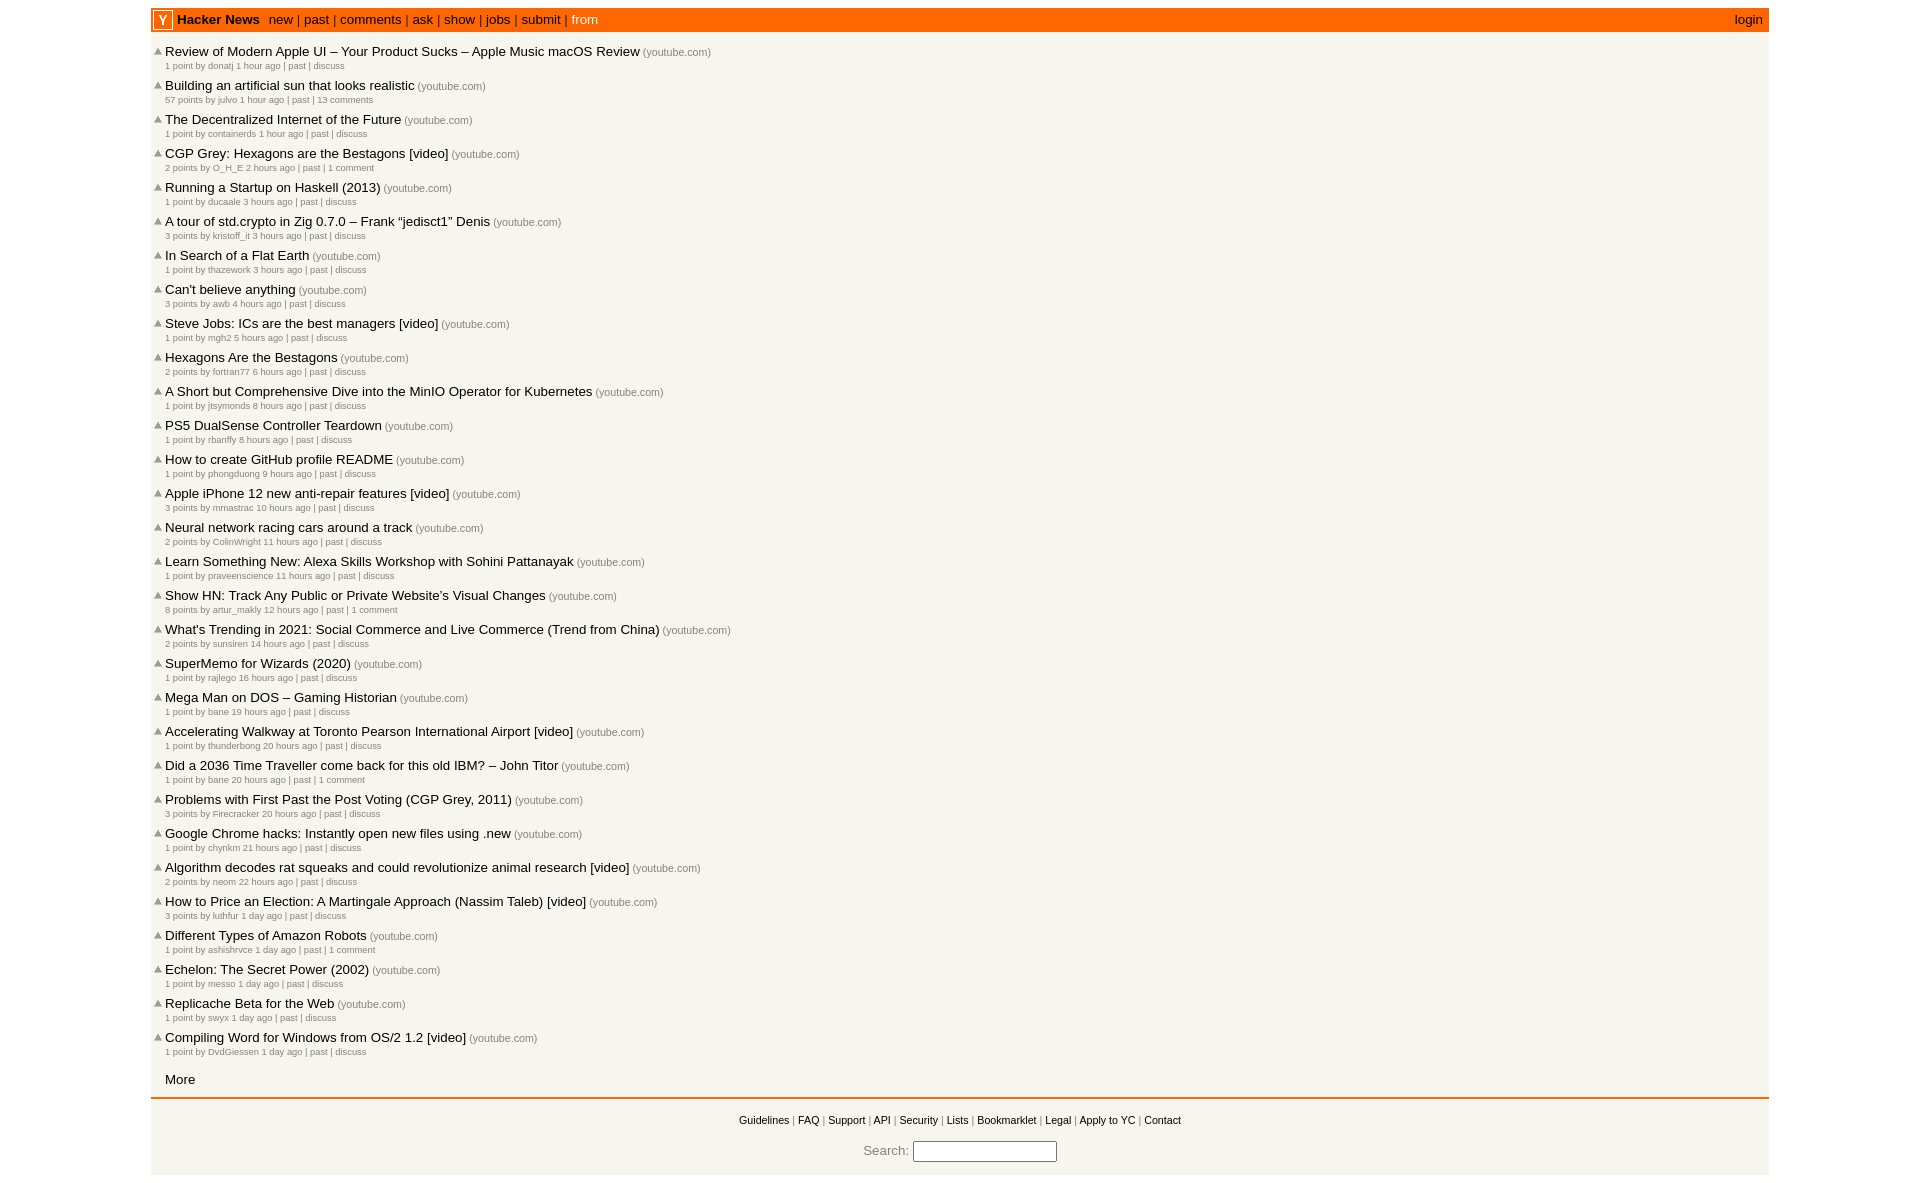 Y Hacker News new | past | comments | ask | show | jobs | submit | from login
Review of Modern Apple UI – Your Product Sucks – Apple Music macOS Review (youtube.com)
1 point by donatj 1 hour ago | past | discuss
Building an artificial sun that looks realistic (youtube.com)
57 points by julvo 1 hour ago | past | 13 comments
The Decentralized Internet of the Future (youtube.com)
1 point by containerds 1 hour ago | past | discuss
CGP Grey: Hexagons are the Bestagons [video] (youtube.com)
2 points by O_H_E 2 hours ago | past | 1 comment
Running a Startup on Haskell (2013) (youtube.com)
1 point by ducaale 3 hours ago | past | discuss
A tour of std.crypto in Zig 0.7.0 – Frank “jedisct1” Denis (youtube.com)
3 points by kristoff_it 3 hours ago | past | discuss
In Search of a Flat Earth (youtube.com)
1 point by thazework 3 hours ago | past | discuss
Can't believe anything (youtube.com)
3 points by awb 4 hours ago | past | discuss
Steve Jobs: ICs are the best managers [video] (youtube.com)
1 point by mgh2 5 hours ago | past | discuss
Hexagons Are the Bestagons (youtube.com)
2 points by fortran77 6 hours ago | past | discuss
A Short but Comprehensive Dive into the MinIO Operator for Kubernetes (youtube.com)
1 point by jtsymonds 8 hours ago | past | discuss
PS5 DualSense Controller Teardown (youtube.com)
1 point by rbanffy 8 hours ago | past | discuss
How to create GitHub profile README (youtube.com)
1 point by phongduong 9 hours ago | past | discuss
Apple iPhone 12 new anti-repair features [video] (youtube.com)
3 points by mmastrac 10 hours ago | past | discuss
Neural network racing cars around a track (youtube.com)
2 points by ColinWright 11 hours ago | past | discuss
Learn Something New: Alexa Skills Workshop with Sohini Pattanayak (youtube.com)
1 point by praveenscience 11 hours ago | past | discuss
Show HN: Track Any Public or Private Website’s Visual Changes (youtube.com)
8 points by artur_makly 12 hours ago | past | 1 comment
What's Trending in 2021: Social Commerce and Live Commerce (Trend from China) (youtube.com)
2 points by sunsiren 14 hours ago | past | discuss
SuperMemo for Wizards (2020) (youtube.com)
1 point by rajlego 16 hours ago | past | discuss
Mega Man on DOS – Gaming Historian (youtube.com)
1 point by bane 19 hours ago | past | discuss
Accelerating Walkway at Toronto Pearson International Airport [video] (youtube.com)
1 point by thunderbong 20 hours ago | past | discuss
Did a 2036 Time Traveller come back for this old IBM? – John Titor (youtube.com)
1 point by bane 20 hours ago | past | 1 comment
Problems with First Past the Post Voting (CGP Grey, 2011) (youtube.com)
3 points by Firecracker 20 hours ago | past | discuss
Google Chrome hacks: Instantly open new files using .new (youtube.com)
1 point by chynkm 21 hours ago | past | discuss
Algorithm decodes rat squeaks and could revolutionize animal research [video] (youtube.com)
2 points by neom 22 hours ago | past | discuss
How to Price an Election: A Martingale Approach (Nassim Taleb) [video] (youtube.com)
3 points by luthfur 1 day ago | past | discuss
Different Types of Amazon Robots (youtube.com)
1 point by ashishrvce 1 day ago | past | 1 comment
Echelon: The Secret Power (2002) (youtube.com)
1 point by messo 1 day ago | past | discuss
Replicache Beta for the Web (youtube.com)
1 point by swyx 1 day ago | past | discuss
Compiling Word for Windows from OS/2 1.2 [video] (youtube.com)
1 point by DvdGiessen 1 day ago | past | discuss
More
Guidelines | FAQ | Support | API | Security | Lists | Bookmarklet | Legal | Apply to YC | Contact
Search: